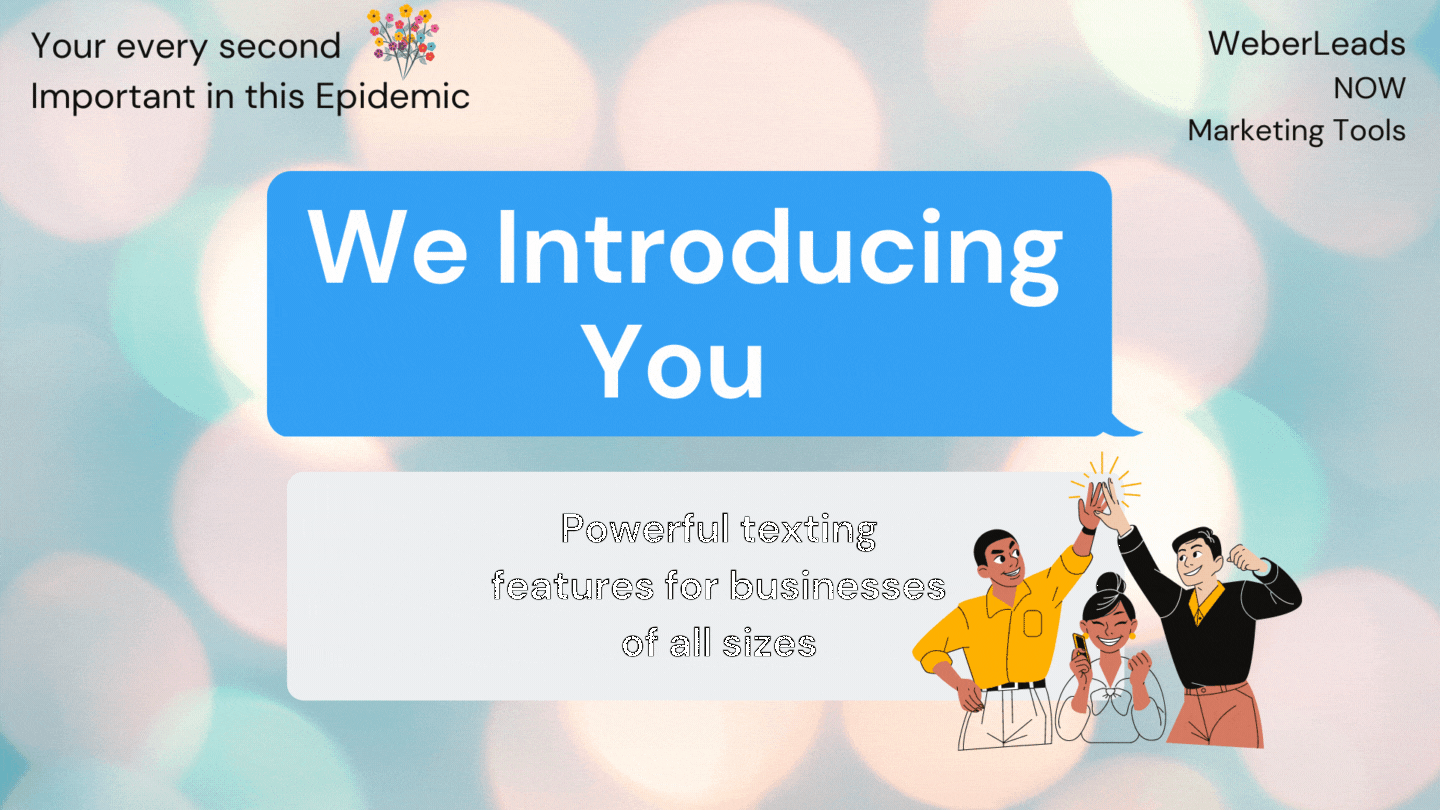 Your every second
Important in this Epidemic
WeberLeads
NOW
Marketing Tools
We Introducing
You
Powerful texting
features for businesses
of all sizes